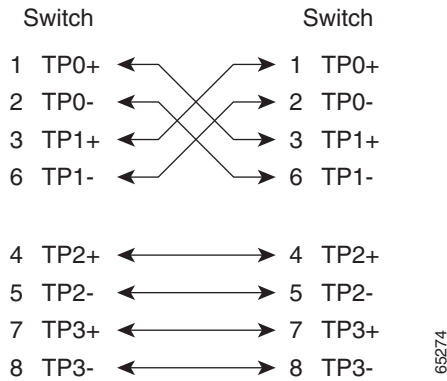 Switch Switch
1 TP0+ 1 TP0+
2 TP0- 2 TP0-
3 TP1+ 3 TP1+
6 TP1- 6 TP1-
4 TP2+ 4 TP2+
5 TP2- 5 TP2-
7 TP3+ 7 TP3+
8 TP3- 8 TP3-
65274